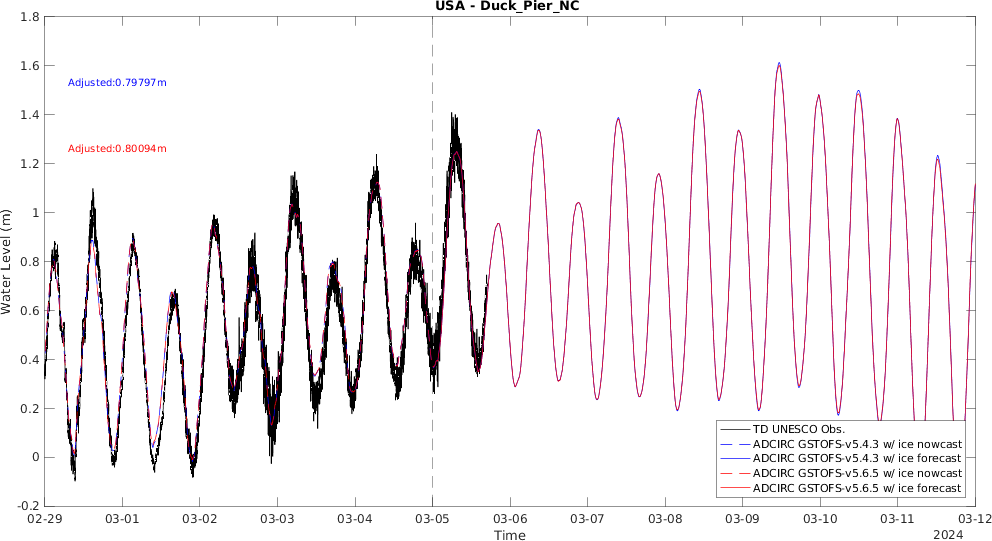 USA - Duck_Pier_NC
1.8
1.6
1.4
1.2
1
0.8
0.6
0.4
0.2
0
-0.2
Water Level (m)
Adjusted:0.79797m
Adjusted:0.80094m
TD UNESCO Obs.
ADCIRC GSTOFS-v5.4.3 w/ ice nowcast
ADCIRC GSTOFS-v5.4.3 w/ ice forecast
ADCIRC GSTOFS-v5.6.5 w/ ice nowcast
ADCIRC GSTOFS-v5.6.5 w/ ice forecast
02-29 03-01 03-02 03-03 03-04 03-05 03-06 03-07 03-08 03-09 03-10 03-11 03-12
Time
2024